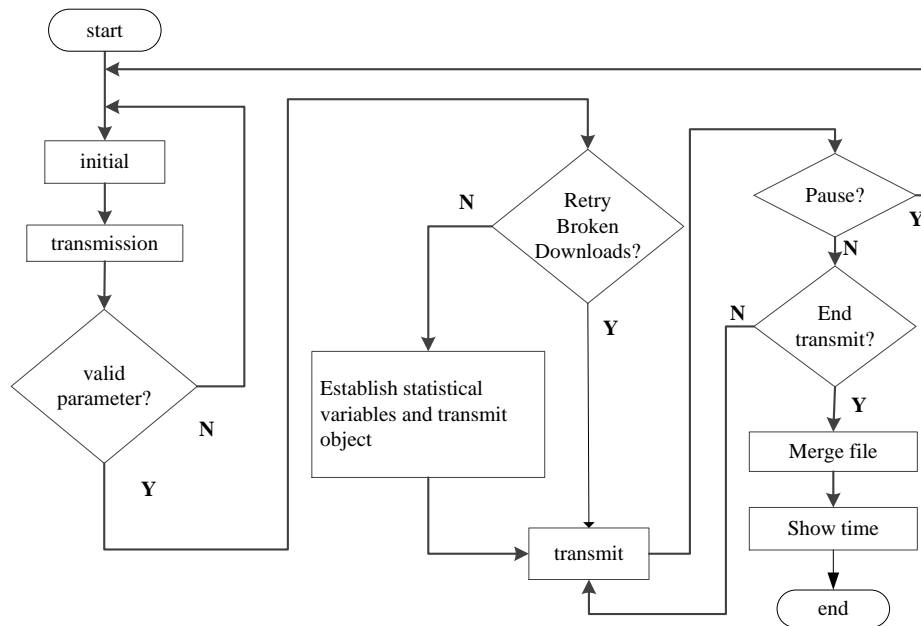 start
initial
transmission
valid
parameter?
N
Y
Retry
Broken
Downloads?
N
Y
Establish statistical
variables and transmit
object
transmit
Pause?
Y
N
End
transmit?
N
Y
Merge file
Show time
end